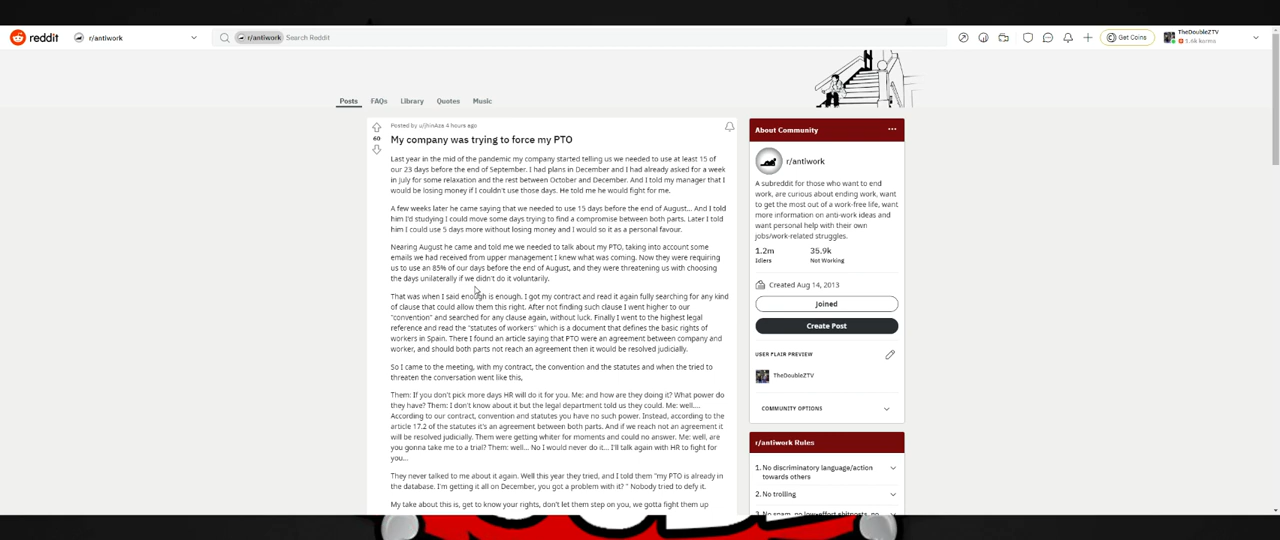 reddit
r/antiwork
r/antiwork Search Reddit
Get Coins
TheDoubleZTV
5.6k karma
Posts FAQs Library Quotes Music
Posted by u/JhinAze 4 hours ago
60
My company was trying to force my PTO
Last year in the mid of the pandemic my company started telling us we needed to use at least 15 of
our 23 days before the end of September. I had plans in December and I had already asked for a week
in july for some relaxation and the rest between October and December. And I told my manager that I
would be losing money if I couldn't use those days. He told me he would fight for me.
A few weeks later he came saying that we needed to use 15 days before the end of August... And I told
him I'd studying I could move some days trying to find a compromise between both parts. Later I told
him I could use 5 days more without losing money and I would so it as a personal favour.
Nearing August he came and told me we needed to talk about my PTO, taking into account some
emails we had received from upper management I knew what was coming. Now they were requiring
us to use an 85% of our days before the end of August, and they were threatening us with choosing
the days unilaterally if we didn't do it voluntarily.
That was when I said enough is enough. I got my contract and read it again fully searching for any kind
of clause that could allow them this right. After not finding such clause I went higher to our
"convention" and searched for any clause again, without luck. Finally I went to the highest legal
reference and read the "statutes of workers" which is a document that defines the basic rights of
workers in Spain. There I found an article saying that PTO were an agreement between company and
worker, and should both parts not reach an agreement then it would be resolved judicially.
So I came to the meeting, with my contract, the convention and the statutes and when the tried to
threaten the conversation went like this,
Them: If you don't pick more days HR will do it for you. Me: and how are they doing it? What power do
they have? Them: I don't know about it but the legal department told us they could. Me: well....
According to our contract, convention and statutes you have no such power. Instead, according to the
article 17.2 of the statutes it's an agreement between both parts. And if we reach not an agreement it
will be resolved judicially. Them were getting whiter for moments and could no answer. Me: well, are
you gonna take me to a trial? Them: well... No I would never do it... I'll talk again with HR to fight for
you...
They never talked to me about it again. Well this year they tried, and I told them "my PTO is already in
the database. I'm getting it all on December, you got a problem with it? " Nobody tried to defy it.
My take about this is, get to know your rights, don't let them step on you, we gotta fight them up
About Community
r/antiwork
A subreddit for those who want to end
work, are curious about ending work, want
to get the most out of a work-free life, want
more information on anti-work ideas and
want personal help with their own
jobs/work-related struggles.
1.2m 35.9k
Idlers Not Working
Created Aug 14, 2013
Joined
Create Post
USER FLAIR PREVIEW
TheDoubleZTV
COMMUNITY OPTIONS
r/antiwork Rules
1. No discriminatory language/action
towards others
2. No trolling
3. No spam, no low-effort shitposts, no